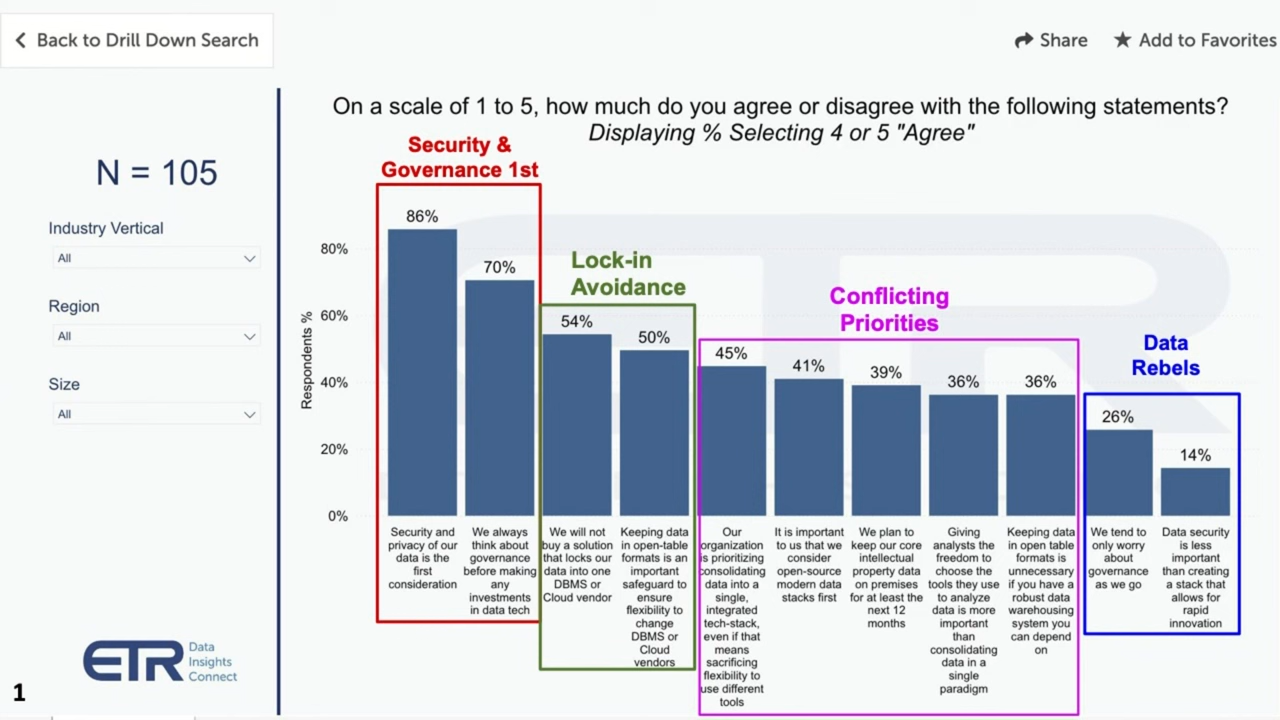 Back to Drill Down Search
Share
Add to Favorites
On a scale of 1 to 5, how much do you agree or disagree with the following statements?
Displaying % Selecting 4 or 5 "Agree"
N = 105
Industry Vertical
All
Region
All
Size
All
ETR
Data
Insights
Connect
1
Security &
Governance 1st
Lock-in
Avoidance
Conflicting
Priorities
Data
Rebels
Respondents %
80%
60%
40%
20%
0%
86%
70%
54%
50%
45%
41%
39%
36%
36%
26%
14%
Security and
privacy of our
data is the
first
consideration
We always
think about
governance
before making
any
investments
in data tech
We will not
buy a solution
that locks our
data into one
DBMS or
Cloud vendor
Keeping data
in open-table
formats is an
important
safeguard to
ensure
flexibility to
change
DBMS or
Cloud
vendors
Our
organization
is prioritizing
consolidating
data into a
single,
integrated
tech-stack,
even if that
means
sacrificing
flexibility to
use different
tools
It is important
to us that we
consider
open-source
modern data
stacks first
We plan to
keep our core
intellectual
property data
on premises
for at least the
next 12
months
Giving
analysts the
freedom to
choose the
tools they use
to analyze
data is more
important
than
consolidating
data in a
single
paradigm
Keeping data
in open table
formats is
unnecessary
if you have a
robust data
warehousing
system you
can depend
on
We tend to
only worry
about
governance
as we go
Data security
is less
important
than creating
a stack that
allows for
rapid
innovation